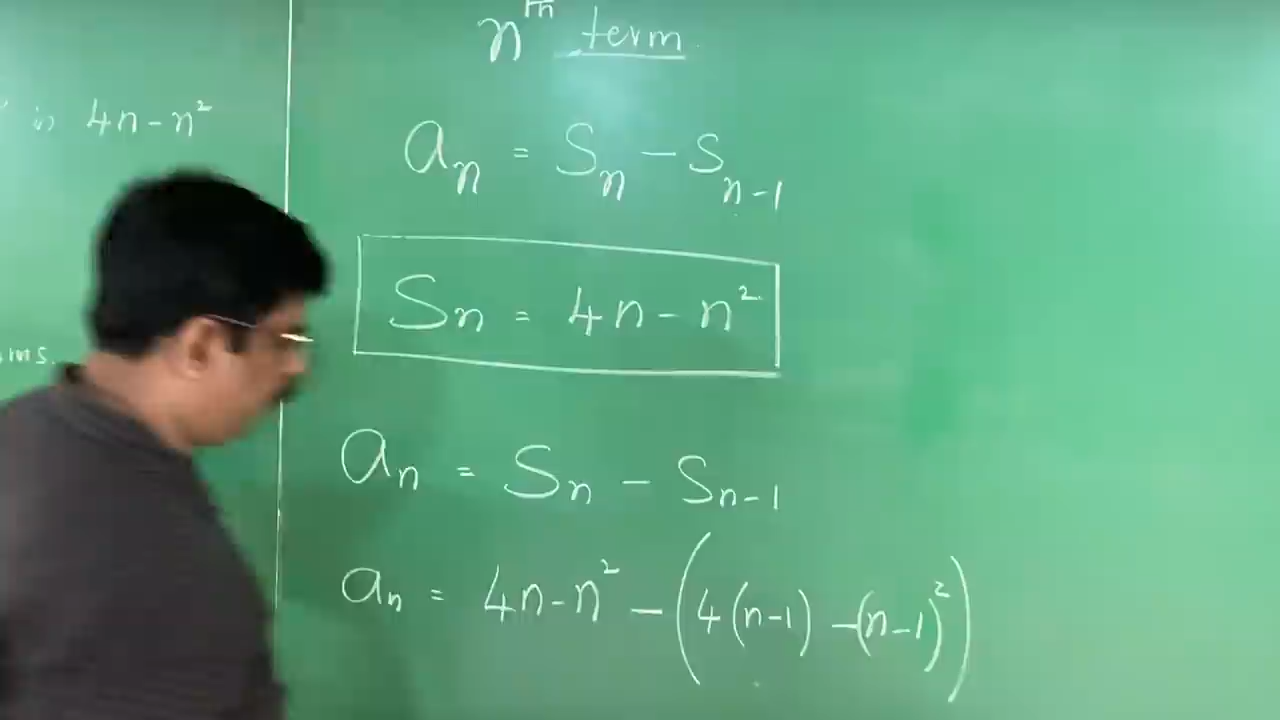 is 4n-n²
nth term
aₙ = Sₙ - Sₙ₋₁
Sₙ = 4n - n²
aₙ = Sₙ - Sₙ₋₁
aₙ = 4n-n² - (4(n-1) -(n-1)²)